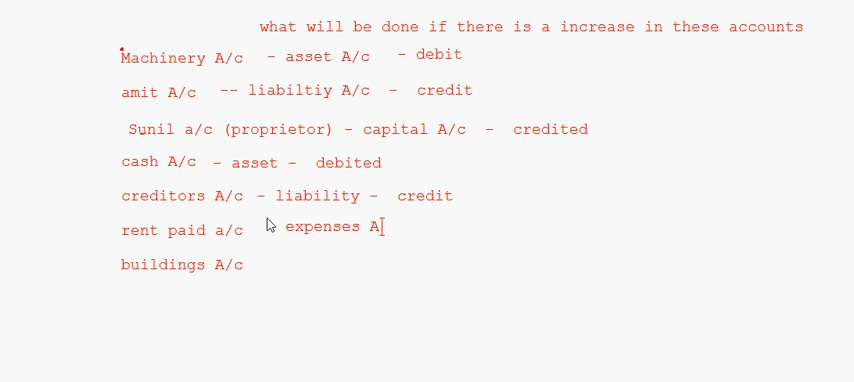 what will be done if there is a increase in these accounts
Machinery A/c - asset A/c - debit
amit A/c -- liabiltiy A/c - credit
Sunil a/c (proprietor) - capital A/c - credited
cash A/c - asset - debited
creditors A/c - liability - credit
rent paid a/c expenses A
buildings A/c